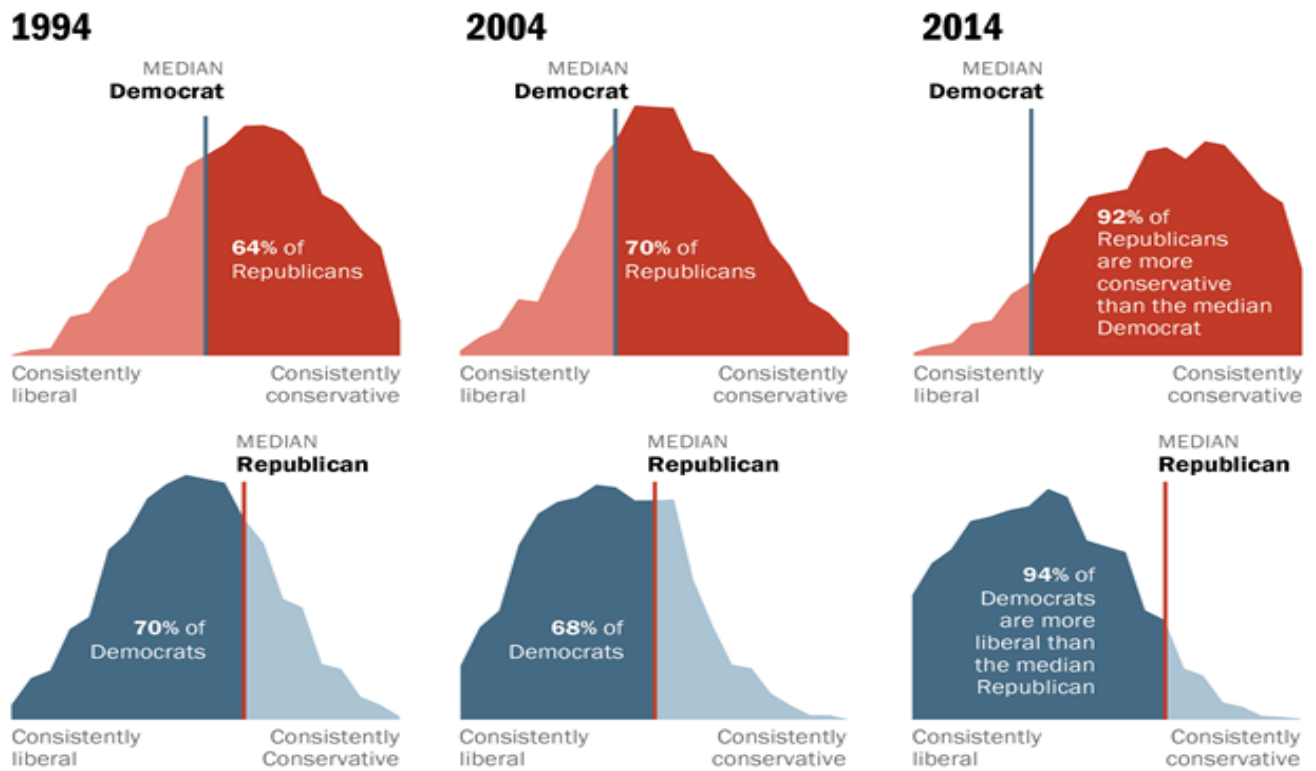 1994
MEDIAN
Democrat
64% of
Republicans
Consistently
liberal
Consistently
conservative
2004
MEDIAN
Democrat
70% of
Republicans
Consistently
liberal
Consistently
conservative
2014
MEDIAN
Democrat
92% of
Republicans
are more
conservative
than the median
Democrat
Consistently
liberal
Consistently
conservative
MEDIAN
Republican
70% of
Democrats
Consistently
liberal
Consistently
Conservative
MEDIAN
Republican
68% of
Democrats
Consistently
liberal
Consistently
conservative
MEDIAN
Republican
94% of
Democrats
are more
liberal than
the median
Republican
Consistently
liberal
Consistently
conservative